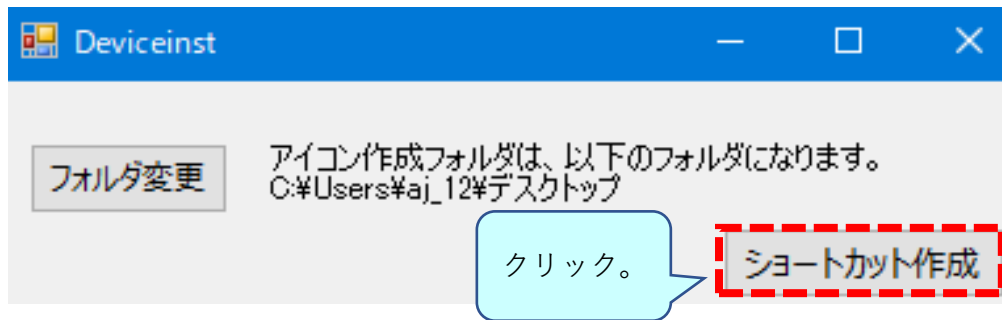 Deviceinst
フォルダ変更
アイコン作成フォルダは、以下のフォルダになります。
C:¥Users¥aj_12¥デスクトップ
クリック。
ショートカット作成